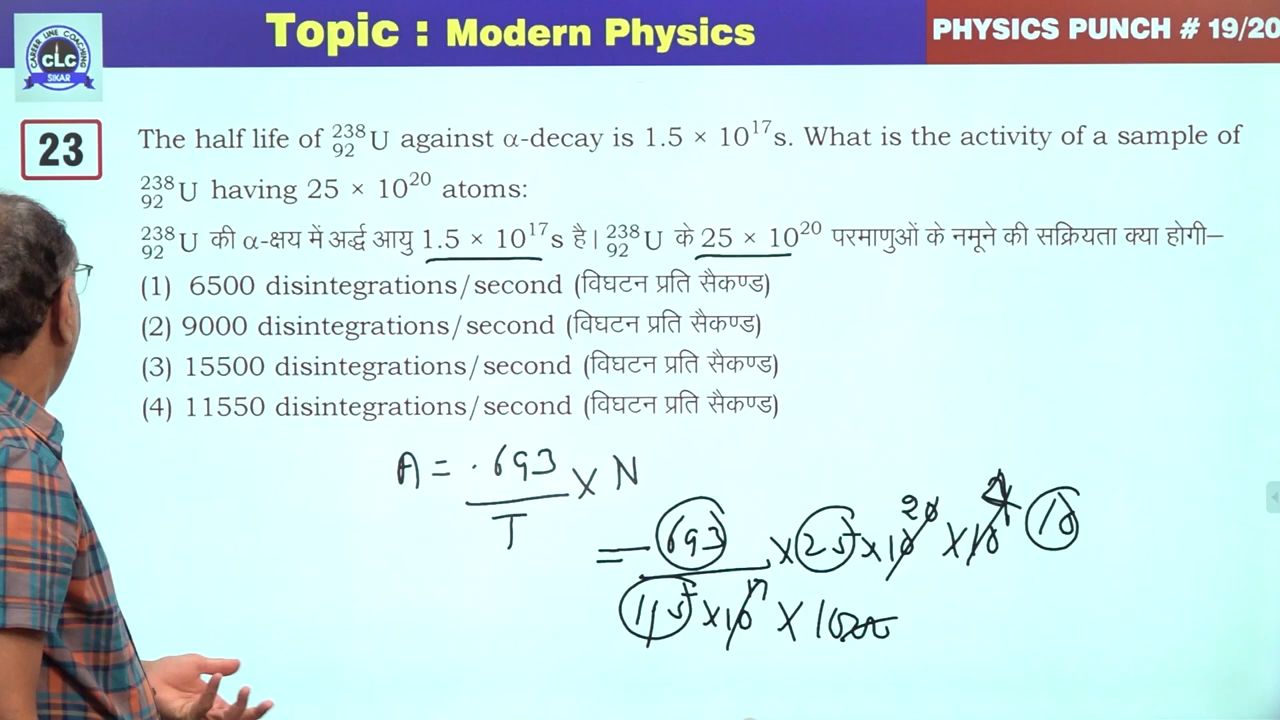 Topic : Modern Physics
PHYSICS PUNCH # 19/20
CAREER LINE COACHING
CLC
SIKAR
23
The half life of ²³⁸₉₂U against α-decay is 1.5 × 10¹⁷s. What is the activity of a sample of
²³⁸₉₂U having 25 × 10²⁰ atoms:
²³⁸₉₂U की α-क्षय में अर्द्ध आयु 1.5 × 10¹⁷s है। ²³⁸₉₂U के 25 × 10²⁰ परमाणुओं के नमूने की सक्रियता क्या होगी–
(1) 6500 disintegrations/second (विघटन प्रति सैकण्ड)
(2) 9000 disintegrations/second (विघटन प्रति सैकण्ड)
(3) 15500 disintegrations/second (विघटन प्रति सैकण्ड)
(4) 11550 disintegrations/second (विघटन प्रति सैकण्ड)
A = .693 / T × N
= 693 × 25 × 10²⁰ × 10 10
15 × 10¹⁷ × 1000